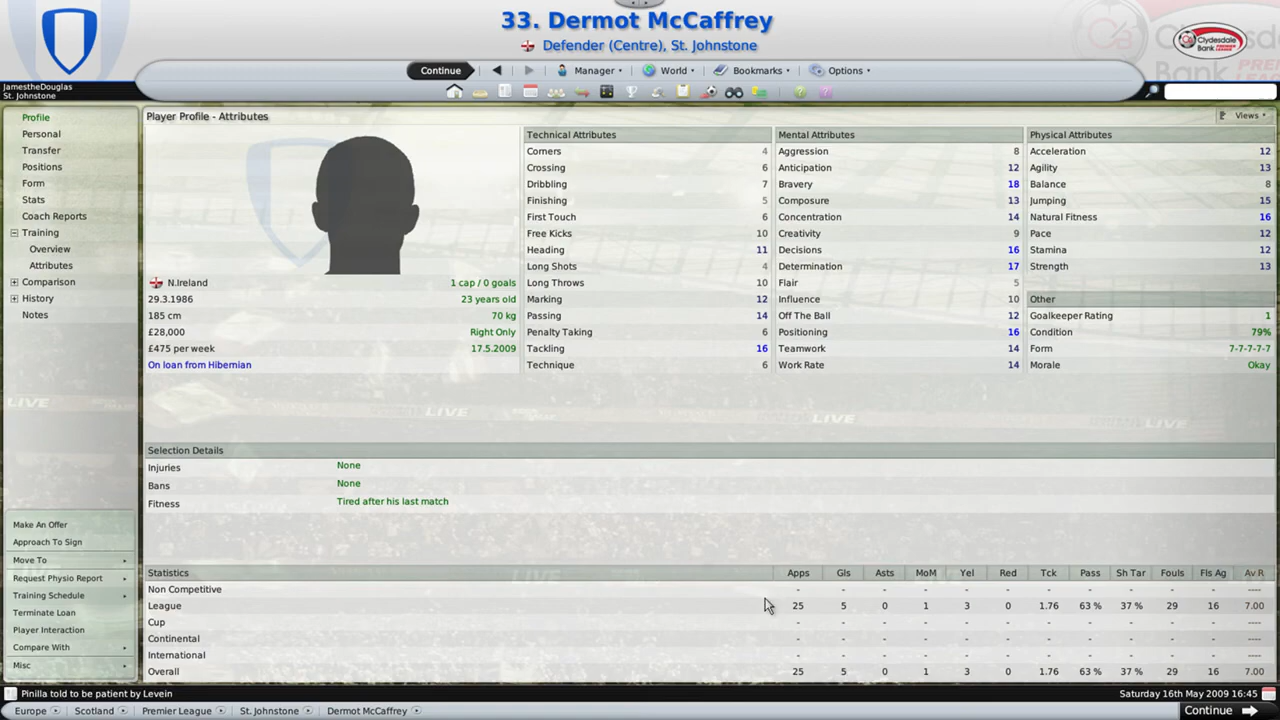 33. Dermot McCaffrey
Defender (Centre), St. Johnstone
Clydesdale Bank
JamestheDouglas
St. Johnstone
Continue Manager World Bookmarks Options
Profile
Personal
Transfer
Positions
Form
Stats
Coach Reports
Training
Overview
Attributes
Comparison
History
Notes
Make An Offer
Approach To Sign
Move To
Request Physio Report
Training Schedule
Terminate Loan
Player Interaction
Compare With
Misc
Player Profile - Attributes
Views
N.Ireland 1 cap / 0 goals
29.3.1986 23 years old
185 cm 70 kg
£28,000 Right Only
£475 per week 17.5.2009
On loan from Hibernian
Technical Attributes
Corners 4
Crossing 6
Dribbling 7
Finishing 5
First Touch 6
Free Kicks 10
Heading 11
Long Shots 4
Long Throws 10
Marking 12
Passing 14
Penalty Taking 6
Tackling 16
Technique 6
Mental Attributes
Aggression 8
Anticipation 12
Bravery 18
Composure 13
Concentration 14
Creativity 9
Decisions 16
Determination 17
Flair 5
Influence 10
Off The Ball 12
Positioning 16
Teamwork 14
Work Rate 14
Physical Attributes
Acceleration 12
Agility 13
Balance 8
Jumping 15
Natural Fitness 16
Pace 12
Stamina 12
Strength 13
Other
Goalkeeper Rating 1
Condition 79%
Form 7-7-7-7-7
Morale Okay
Selection Details
Injuries None
Bans None
Fitness Tired after his last match
Statistics Apps Gls Asts MoM Yel Red Tck Pass Sh Tar Fouls Fls Ag Av R
Non Competitive - - - - - - - - - - - ----
League 25 5 0 1 3 0 1.76 63 % 37 % 29 16 7.00
Cup - - - - - - - - - - - ----
Continental - - - - - - - - - - - ----
International - - - - - - - - - - - ----
Overall 25 5 0 1 3 0 1.76 63 % 37 % 29 16 7.00
Pinilla told to be patient by Levein
Saturday 16th May 2009 16:45
Europe Scotland Premier League St. Johnstone Dermot McCaffrey
Continue